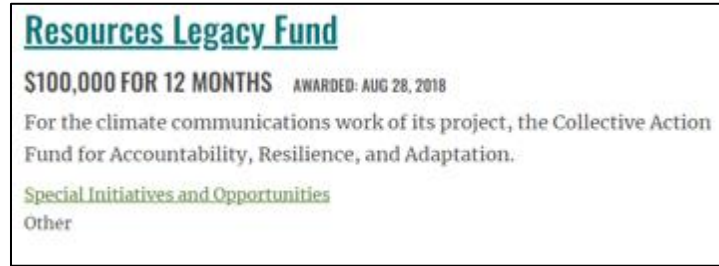 Resources Legacy Fund
$100,000 FOR 12 MONTHS AWARDED: AUG 28, 2018
For the climate communications work of its project, the Collective Action
Fund for Accountability, Resilience, and Adaptation.
Special Initiatives and Opportunities
Other